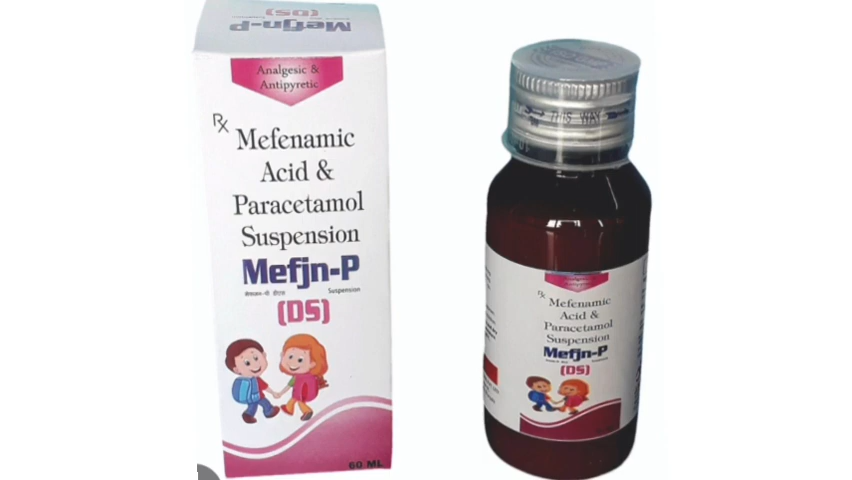 Mefjn-P
(DS)
Analgesic &
Antipyretic
Rx
Mefenamic
Acid &
Paracetamol
Suspension
Mefjn-P
Suspension
(DS)
60 ML
THIS WAY
Rx
Mefenamic
Acid &
Paracetamol
Suspension
Mefjn-P
(DS)